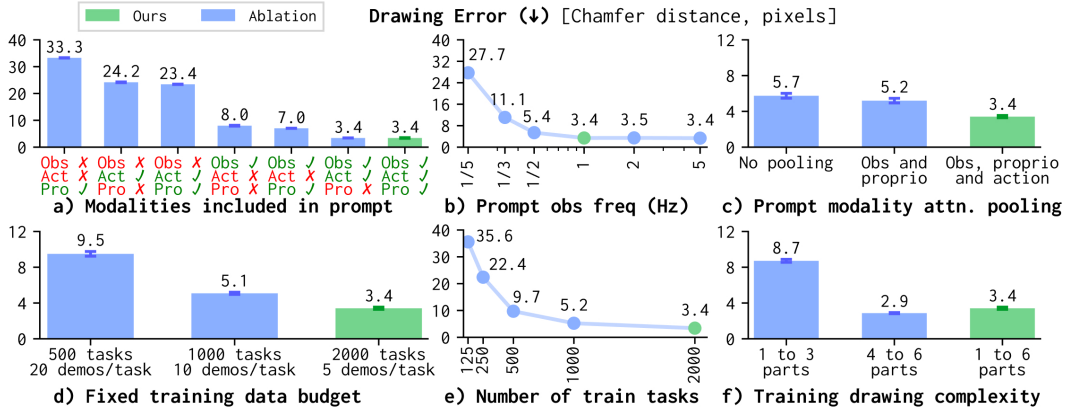 Ours Ablation
Drawing Error (↓) [Chamfer distance, pixels]
40
30
20
10
0
33.3 24.2 23.4 8.0 7.0 3.4 3.4
Obs ✗ Obs ✗ Obs ✗ Obs ✓ Obs ✓ Obs ✓ Obs ✓
Act ✗ Act ✓ Act ✓ Act ✗ Act ✗ Act ✓ Act ✓
Pro ✓ Pro ✗ Pro ✓ Pro ✗ Pro ✓ Pro ✗ Pro ✓
a) Modalities included in prompt
40
32
24
16
8
0
27.7 11.1 5.4 3.4 3.5 3.4
1/5 1/3 1/2 1 2 5
b) Prompt obs freq (Hz)
12
8
4
0
5.7 5.2 3.4
No pooling Obs and Obs, proprio
proprio and action
c) Prompt modality attn. pooling
12
8
4
0
9.5 5.1 3.4
500 tasks 1000 tasks 2000 tasks
20 demos/task 10 demos/task 5 demos/task
d) Fixed training data budget
40
30
20
10
0
35.6 22.4 9.7 5.2 3.4
125 250 500 1000 2000
e) Number of train tasks
12
8
4
0
8.7 2.9 3.4
1 to 3 4 to 6 1 to 6
parts parts parts
f) Training drawing complexity